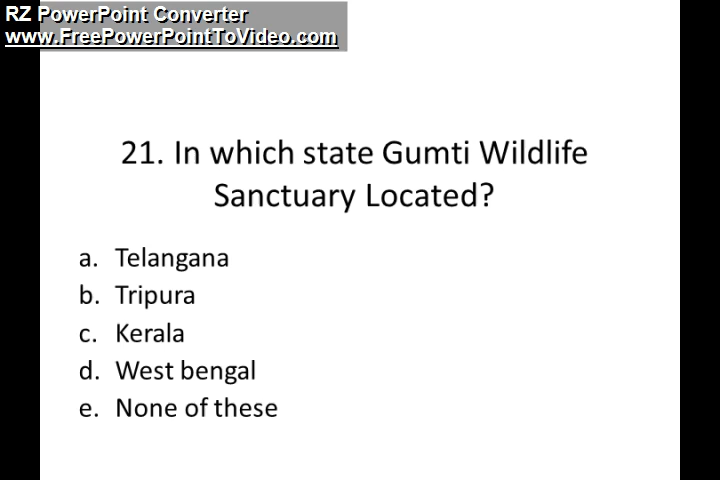 RZ PowerPoint Converter
www.FreePowerPointToVideo.com
21. In which state Gumti Wildlife
Sanctuary Located?
a. Telangana
b. Tripura
c. Kerala
d. West bengal
e. None of these